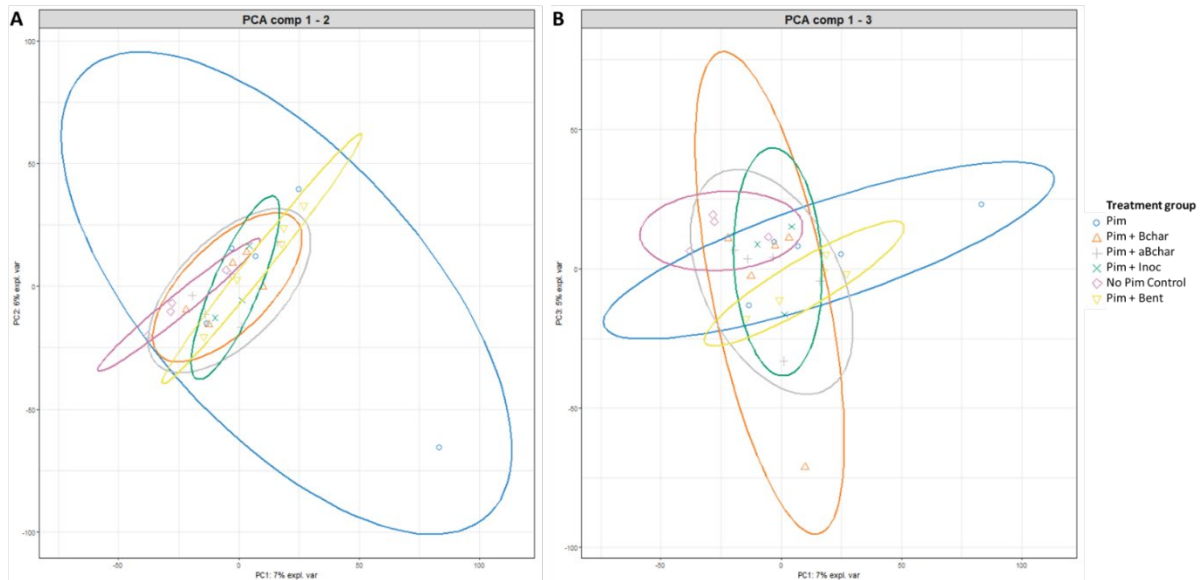 A
PCA comp 1 - 2
100
50
0
-50
-100
PC2: 6% expl. var
-50
0
50
100
PC1: 7% expl. var
B
PCA comp 1 - 3
50
0
-50
-100
PC3: 5% expl. var
-50
0
50
100
PC1: 7% expl. var
Treatment group
Pim
Pim + Bchar
Pim + aBchar
Pim + Inoc
No Pim Control
Pim + Bent